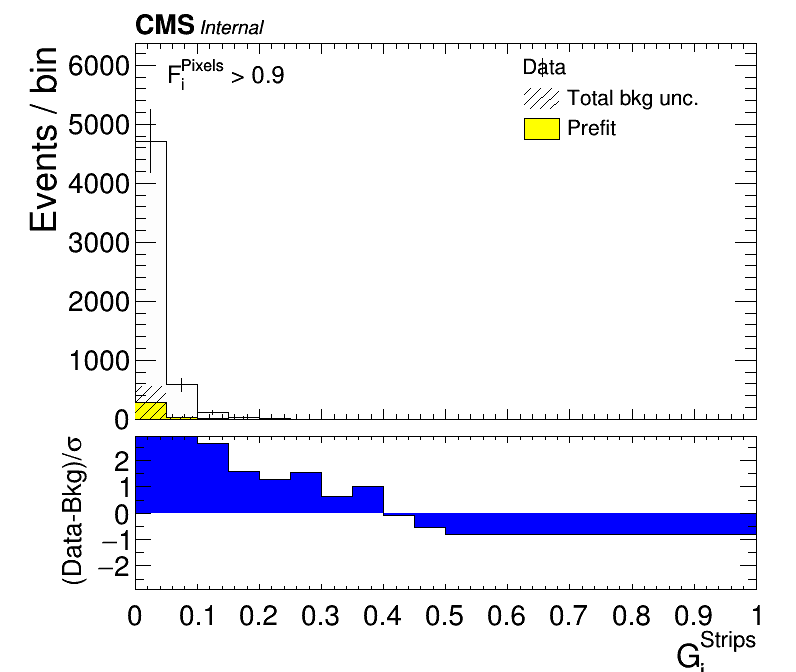 CMS Internal
F_i^Pixels > 0.9
Data
Total bkg unc.
Prefit
Events / bin
6000
5000
4000
3000
2000
1000
0
(Data-Bkg)/σ
2
1
0
−1
−2
0 0.1 0.2 0.3 0.4 0.5 0.6 0.7 0.8 0.9 1
G_i^Strips